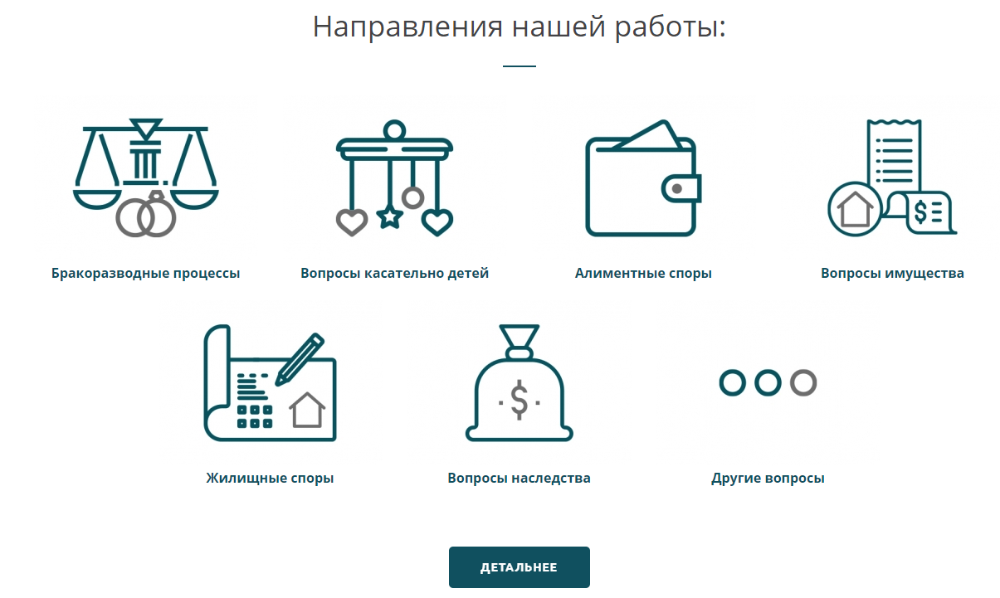 Направления нашей работы:
Бракоразводные процессы
Вопросы касательно детей
Алиментные споры
Вопросы имущества
Жилищные споры
Вопросы наследства
Другие вопросы
ДЕТАЛЬНЕЕ